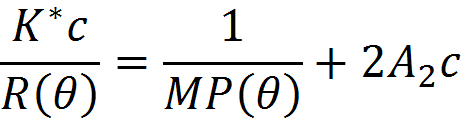 K*c / R(θ) = 1 / MP(θ) + 2A₂c